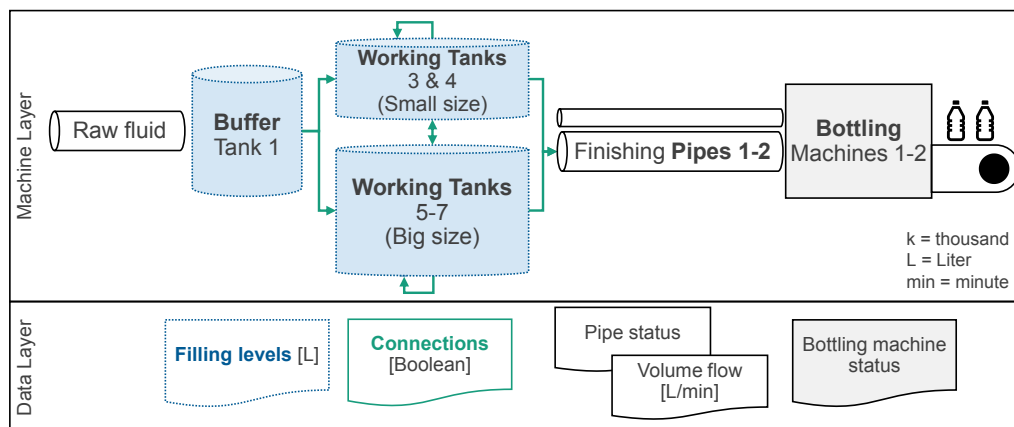 Machine Layer
Raw fluid
Buffer
Tank 1
Working Tanks
3 & 4
(Small size)
Working Tanks
5-7
(Big size)
Finishing Pipes 1-2
Bottling
Machines 1-2
k = thousand
L = Liter
min = minute
Data Layer
Filling levels [L]
Connections
[Boolean]
Pipe status
Volume flow
[L/min]
Bottling machine
status